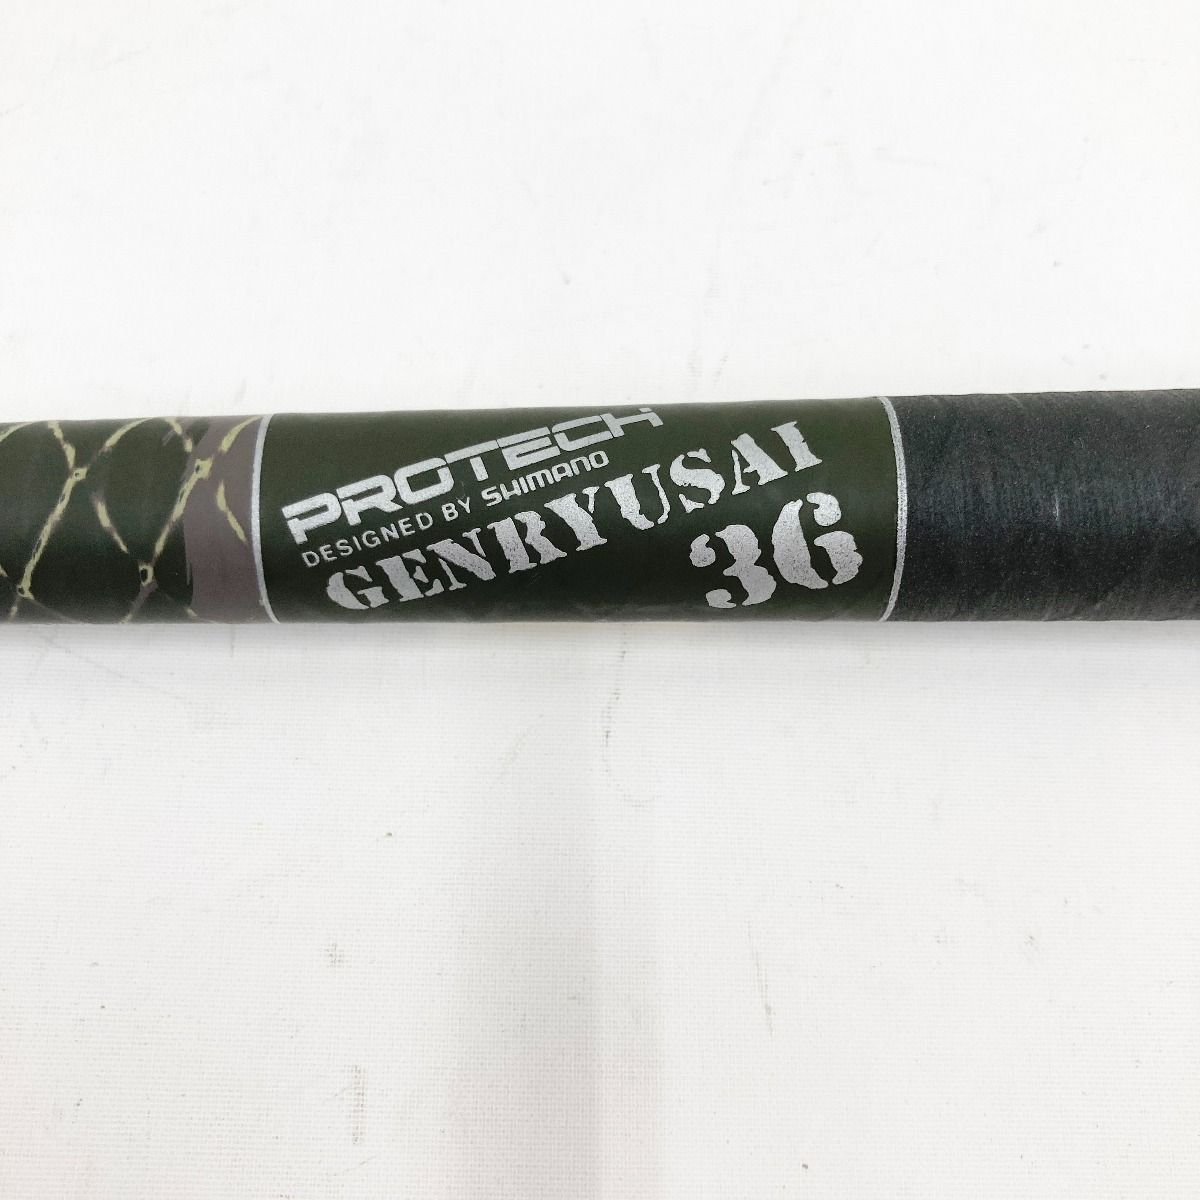 PROTECH
DESIGNED BY SHIMANO
GENRYUSAI
36